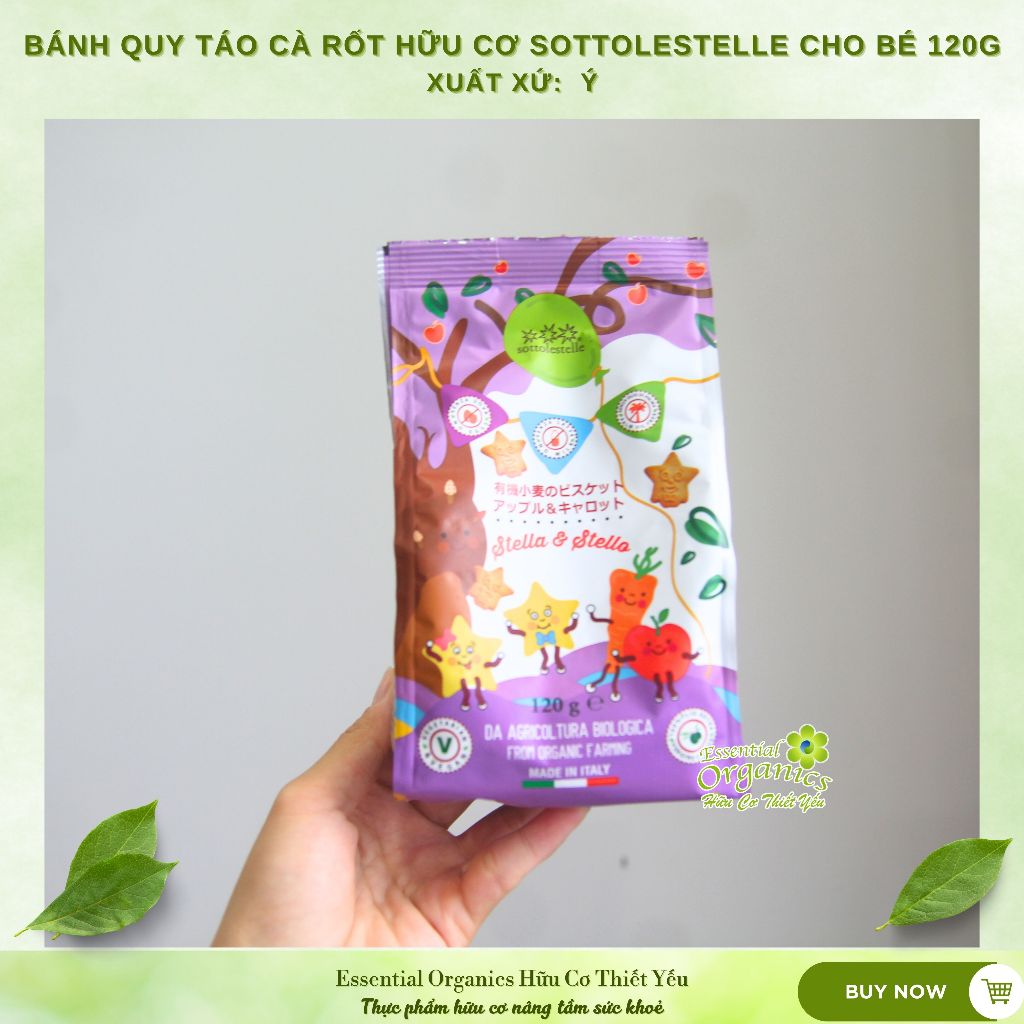 BÁNH QUY TÁO CÀ RỐT HỮU CƠ SOTTOLESTELLE CHO BÉ 120G
XUẤT XỨ: Ý
sottolestelle
有機小麦のビスケット
アップル&キャロット
Stella & Stello
120 g ℮
DA AGRICOLTURA BIOLOGICA
FROM ORGANIC FARMING
MADE IN ITALY
V
Essential
Organics
Hữu Cơ Thiết Yếu
Essential Organics Hữu Cơ Thiết Yếu
Thực phẩm hữu cơ nâng tầm sức khoẻ
BUY NOW